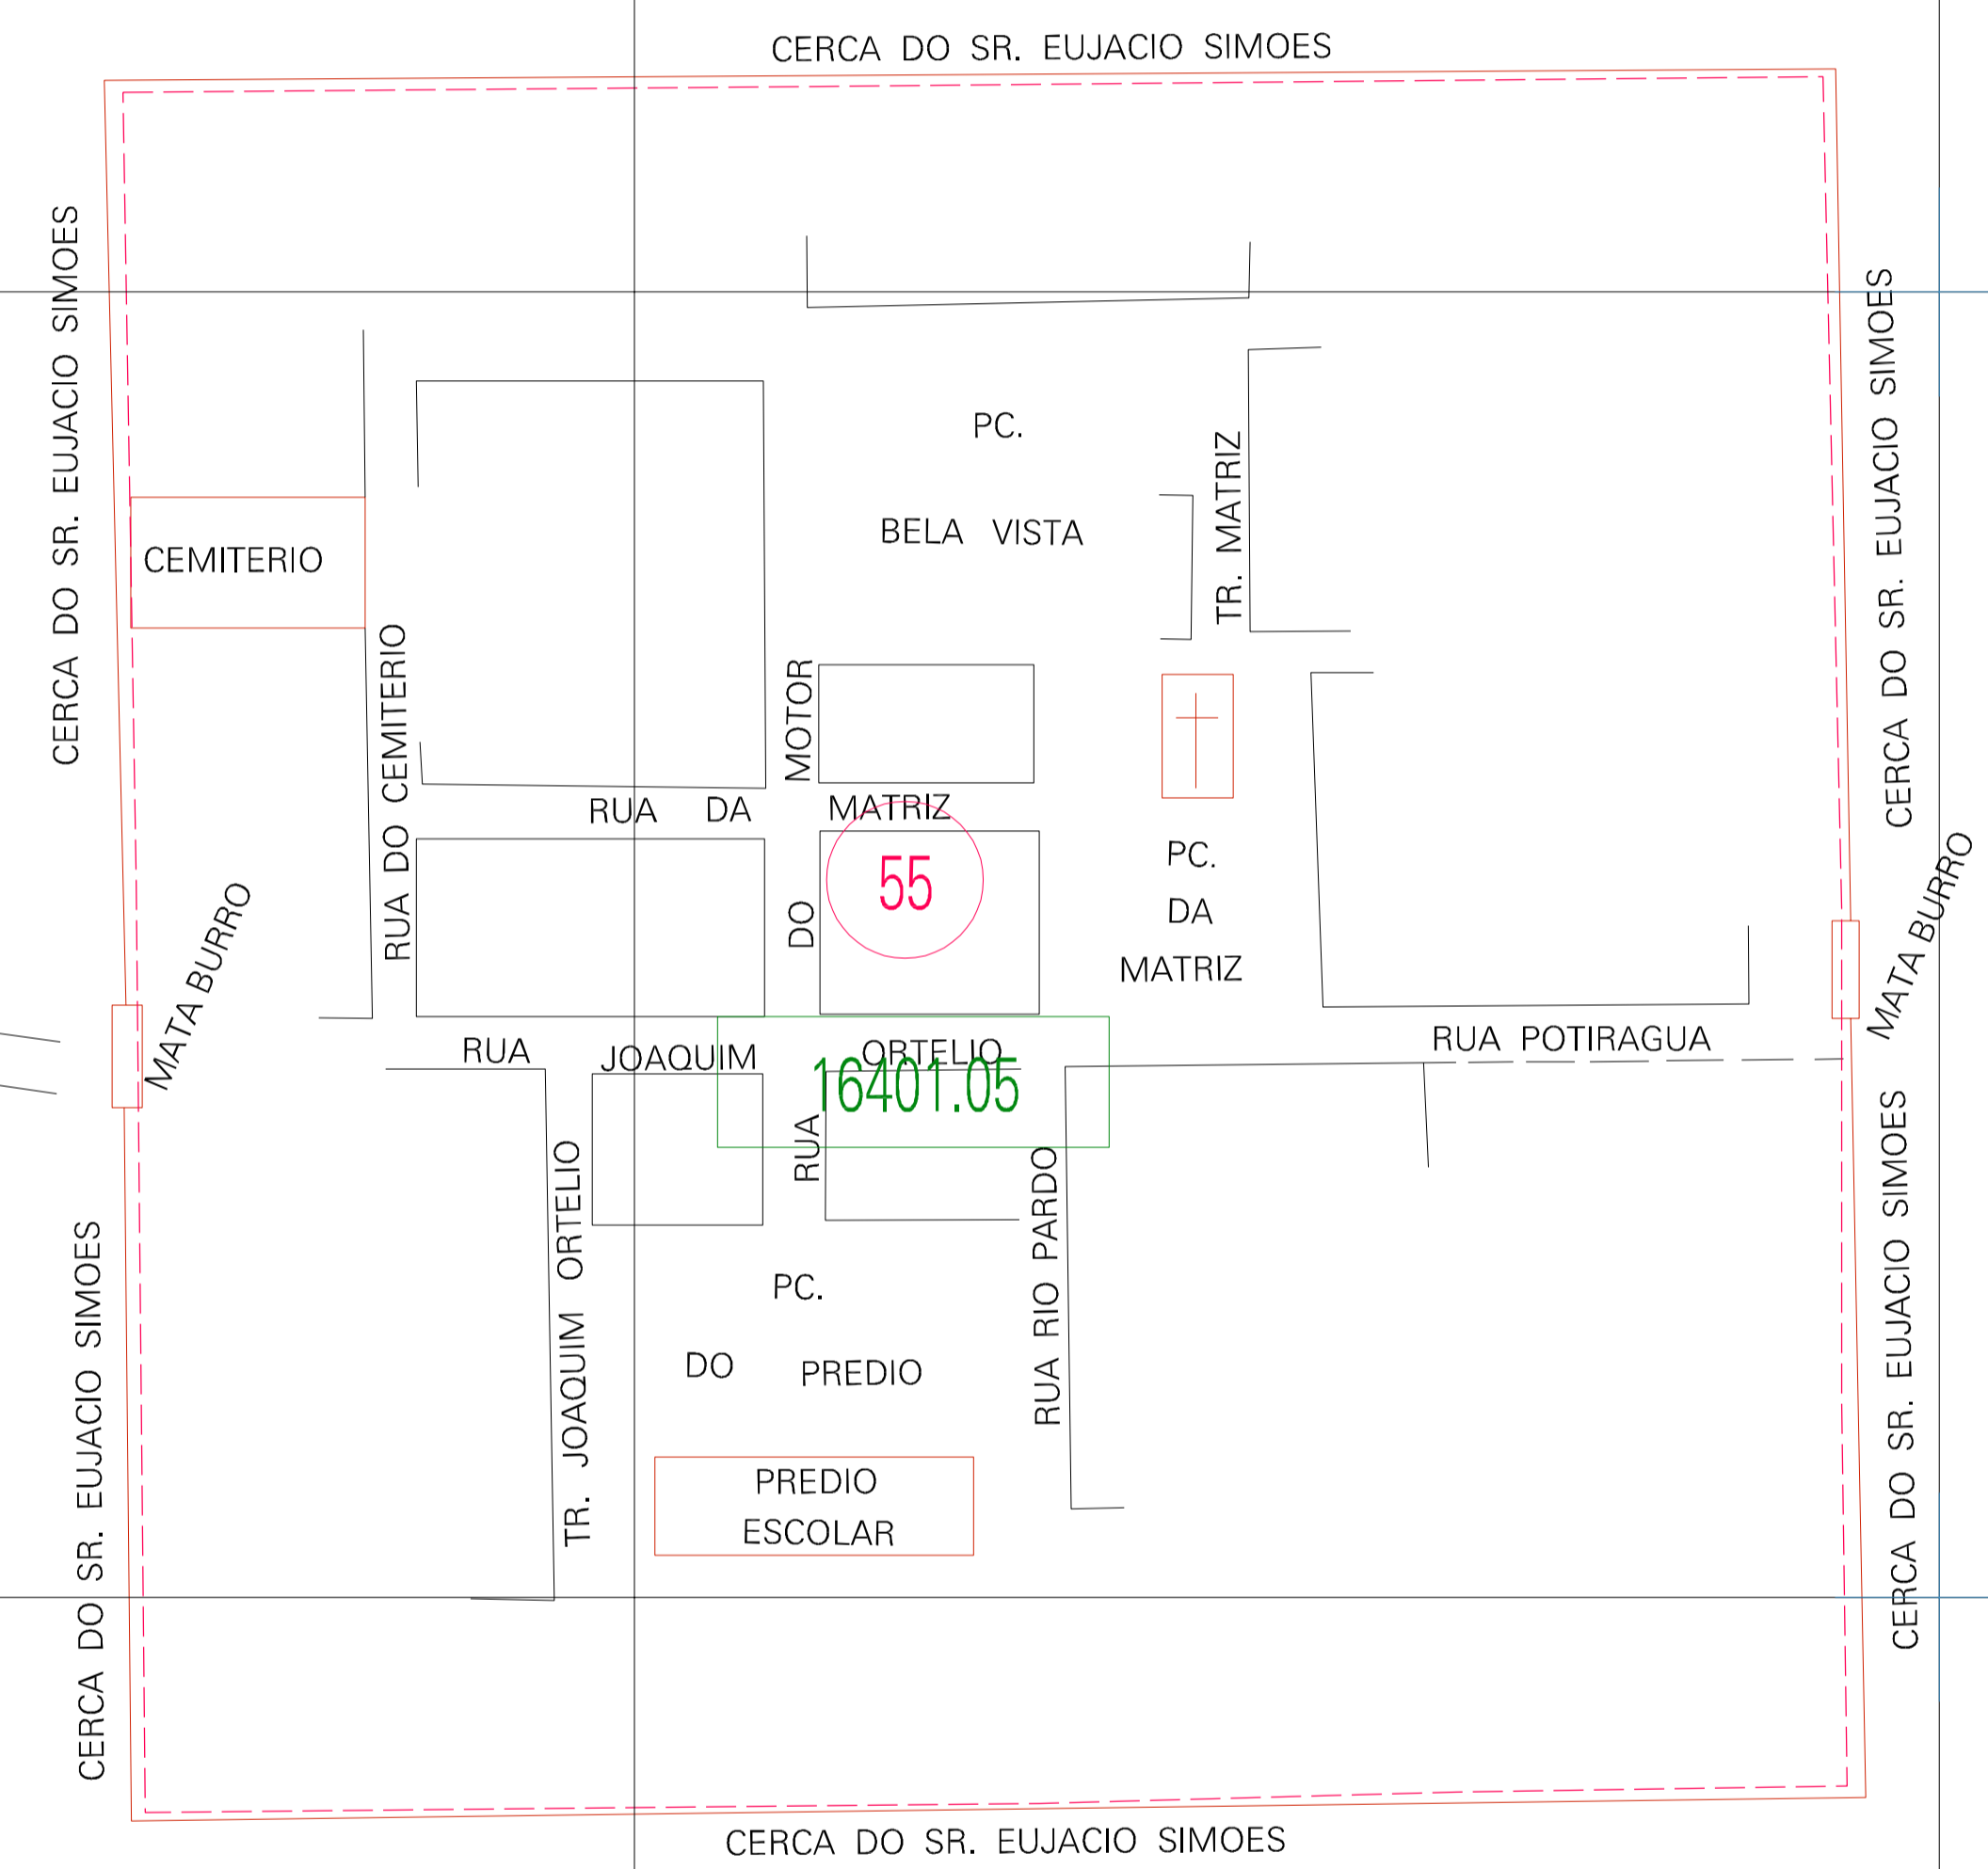 CERCA DO SR. EUJACIO SIMOES
CERCA DO SR. EUJACIO SIMOES
CERCA DO SR. EUJACIO SIMOES
PC.
BELA VISTA
TR. MATRIZ
CEMITERIO
RUA DO CEMITERIO
RUA DO MOTOR
RUA DA MATRIZ
55
PC.
DA
MATRIZ
MATA BURRO
MATA BURRO
RUA POTIRAGUA
RUA JOAQUIM ORTELIO
16401.05
TR. JOAQUIM ORTELIO
RUA RIO PARDO
PC.
DO PREDIO
PREDIO
ESCOLAR
CERCA DO SR. EUJACIO SIMOES
CERCA DO SR. EUJACIO SIMOES
CERCA DO SR. EUJACIO SIMOES